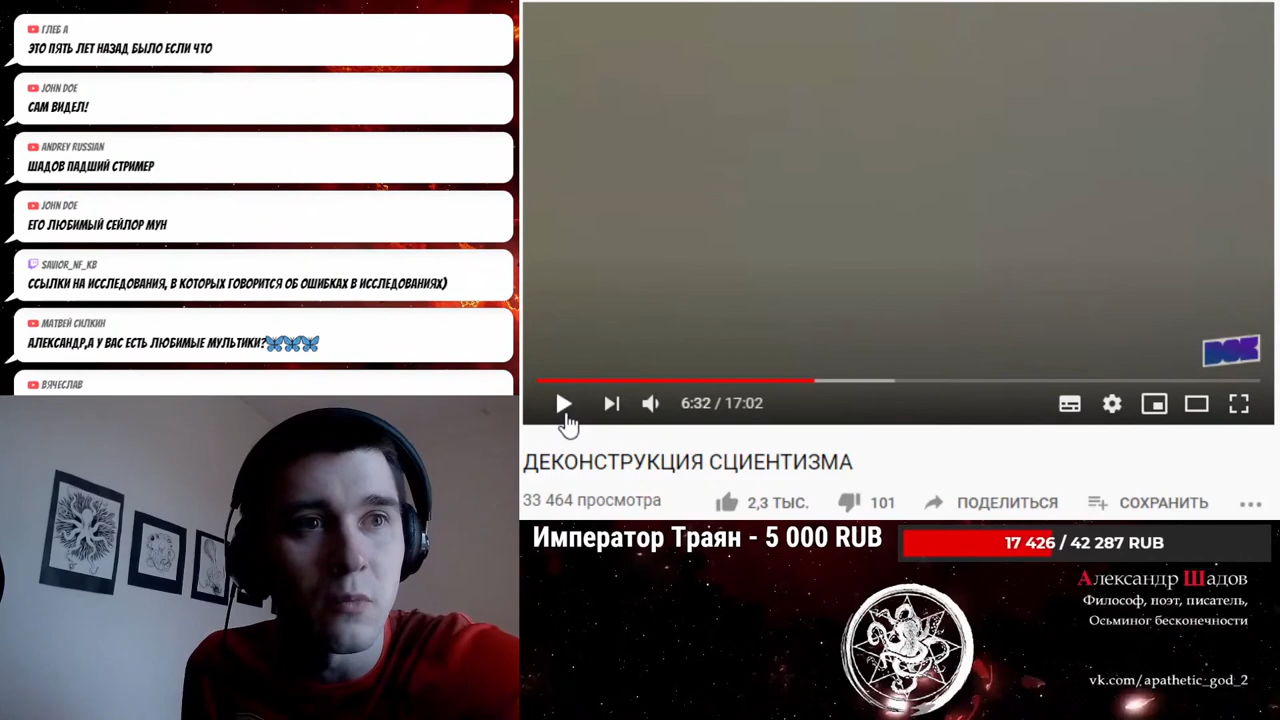 ГЛЕБ А
ЭТО ПЯТЬ ЛЕТ НАЗАД БЫЛО ЕСЛИ ЧТО
JOHN DOE
САМ ВИДЕЛ!
ANDREY RUSSIAN
ШАДОВ ПАДШИЙ СТРИМЕР
JOHN DOE
ЕГО ЛЮБИМЫЙ СЕЙЛОР МУН
SAVIOR_NF_KB
ССЫЛКИ НА ИССЛЕДОВАНИЯ, В КОТОРЫХ ГОВОРИТСЯ ОБ ОШИБКАХ В ИССЛЕДОВАНИЯХ)
МАТВЕЙ СИЛКИН
АЛЕКСАНДР,А У ВАС ЕСТЬ ЛЮБИМЫЕ МУЛЬТИКИ?
ВЯЧЕСЛАВ
6:32 / 17:02
ДЕКОНСТРУКЦИЯ СЦИЕНТИЗМА
33 464 просмотра
2,3 ТЫС.
101
ПОДЕЛИТЬСЯ
СОХРАНИТЬ
Император Траян - 5 000 RUB
17 426 / 42 287 RUB
Александр Шадов
Философ, поэт, писатель,
Осьминог бесконечности
vk.com/apathetic_god_2